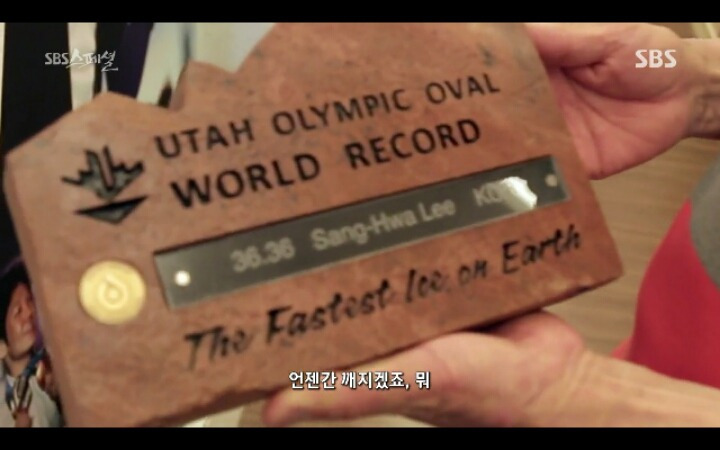 SBS스페셜
SBS
UTAH OLYMPIC OVAL
WORLD RECORD
36.36 Sang-Hwa Lee
The Fastest Ice on Earth
언젠간 깨지겠죠, 뭐